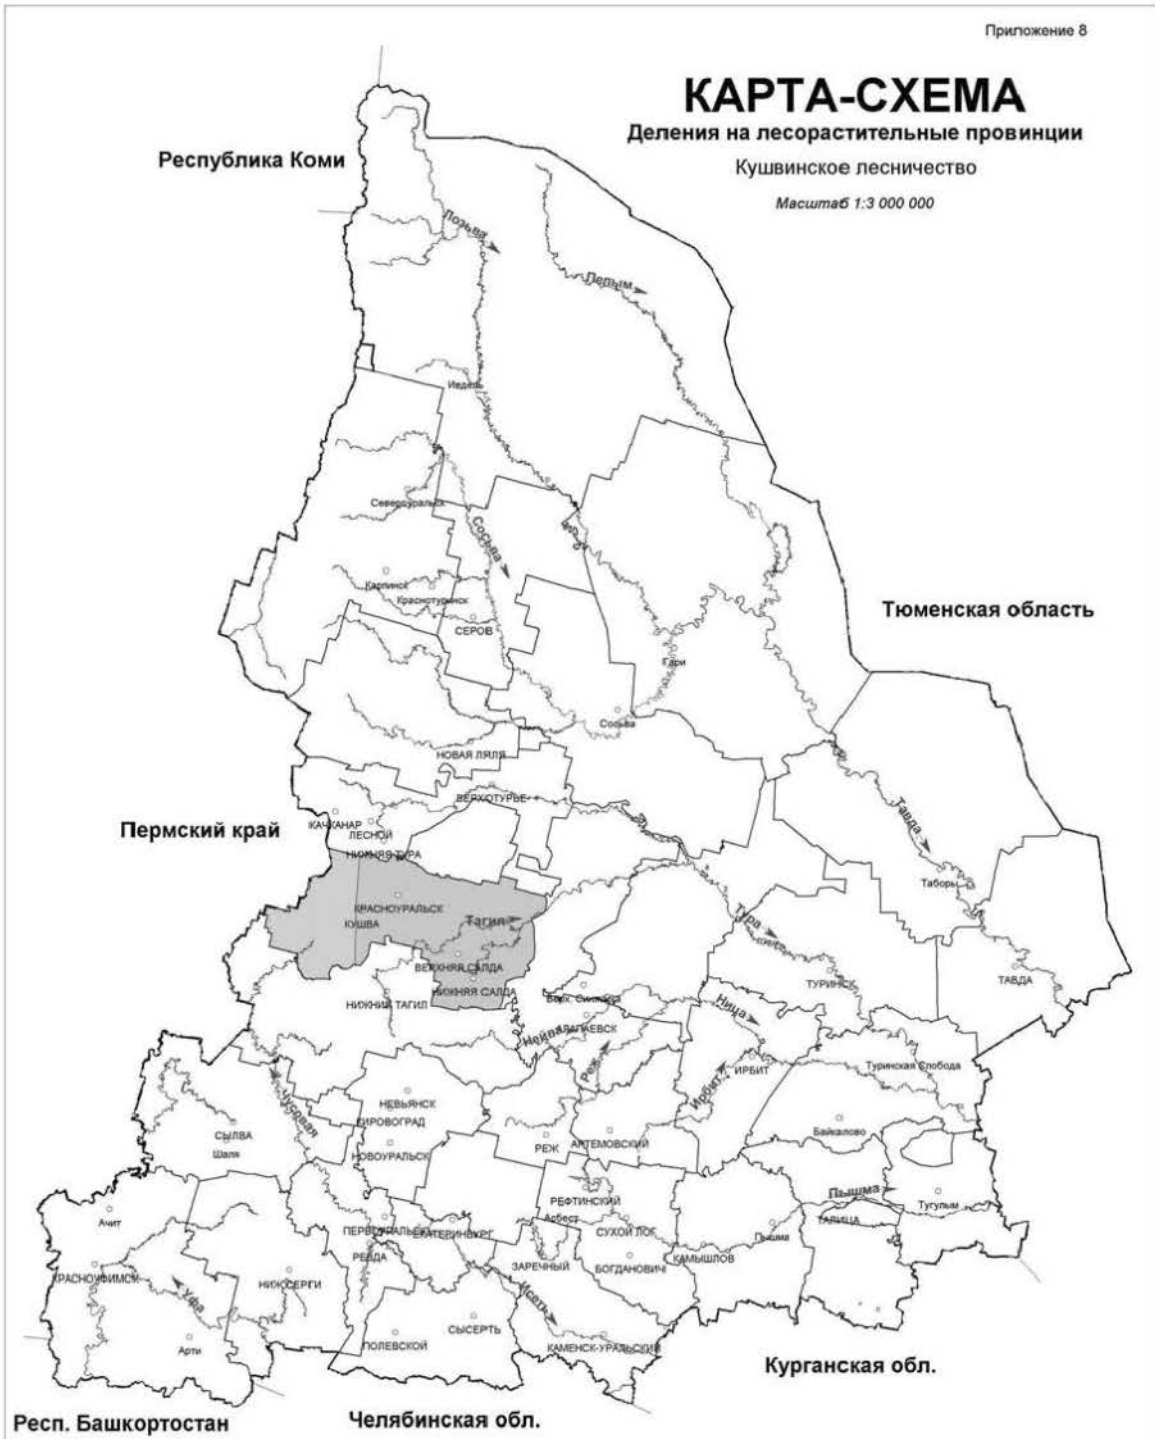 Приложение 8
КАРТА-СХЕМА
Деления на лесорастительные провинции
Кушвинское лесничество
Масштаб 1:3 000 000
Республика Коми
Лозьва
Пелым
Ивдель
Североуральск
Сосьва
Карпинск
Краснотурьинск
СЕРОВ
Тюменская область
Гари
Сосьва
НОВАЯ ЛЯЛЯ
ВЕРХОТУРЬЕ
Пермский край
КАЧКАНАР
ЛЕСНОЙ
НИЖНЯЯ ТУРА
Тавда
Таборы
КРАСНОУРАЛЬСК
КУШВА
Тагил
Тура
ВЕРХНЯЯ САЛДА
НИЖНЯЯ САЛДА
НИЖНИЙ ТАГИЛ
Верх. Синячиха
АЛАПАЕВСК
Ница
ТУРИНСК
ТАВДА
Нейва
Реж
Ирбит
ИРБИТ
Туринская Слобода
Чусовая
НЕВЬЯНСК
КИРОВОГРАД
НОВОУРАЛЬСК
СЫЛВА
Шаля
РЕЖ
АРТЕМОВСКИЙ
Байкалово
Ачит
ПЕРВОУРАЛЬСК
ЕКАТЕРИНБУРГ
РЕВДА
РЕФТИНСКИЙ
Асбест
СУХОЙ ЛОГ
Пышма
ТАЛИЦА
Тугулым
Пышма
КРАСНОУФИМСК
Уфа
НИЖ.СЕРГИ
ЗАРЕЧНЫЙ
БОГДАНОВИЧ
КАМЫШЛОВ
Исеть
Арти
ПОЛЕВСКОЙ
СЫСЕРТЬ
КАМЕНСК-УРАЛЬСКИЙ
Курганская обл.
Респ. Башкортостан
Челябинская обл.